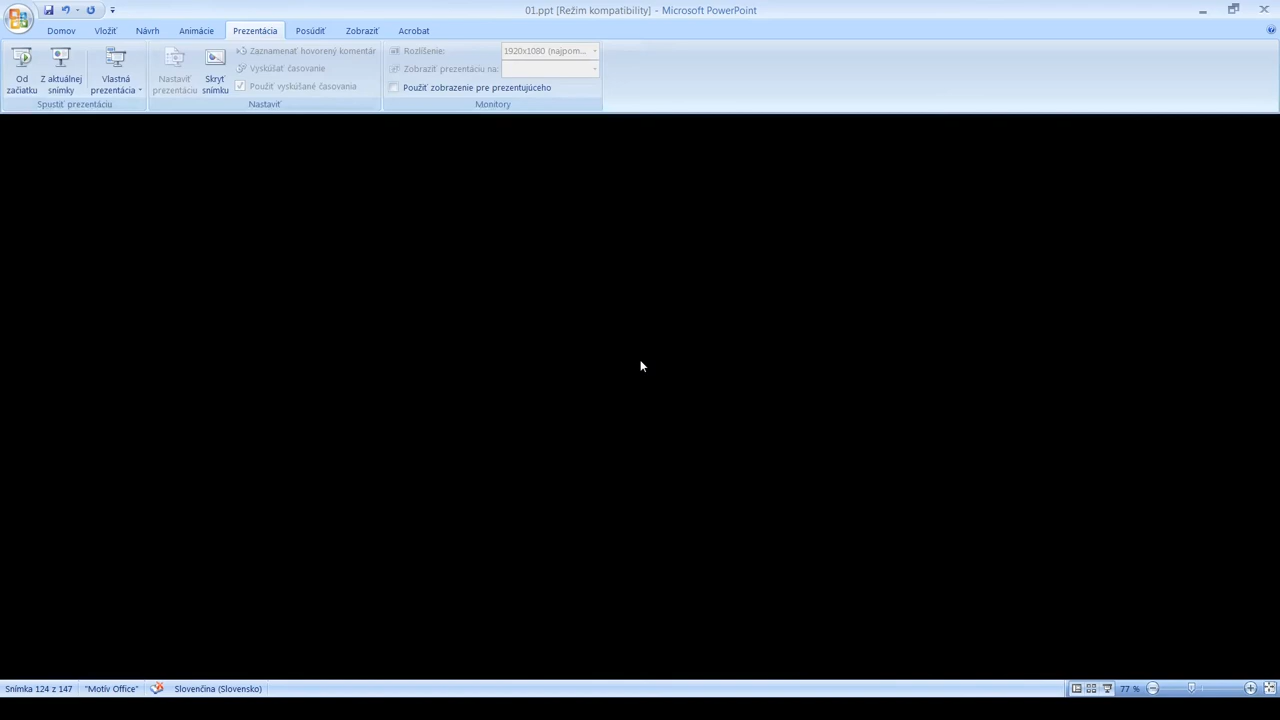 01.ppt [Režim kompatibility] - Microsoft PowerPoint
Domov Vložiť Návrh Animácie Prezentácia Posúdiť Zobraziť Acrobat
Od začiatku
Z aktuálnej snímky
Vlastná prezentácia
Spustiť prezentáciu
Nastaviť prezentáciu
Skryť snímku
Zaznamenať hovorený komentár
Vyskúšať časovanie
Použiť vyskúšané časovania
Nastaviť
Rozlíšenie: 1920x1080 (najpom...
Zobraziť prezentáciu na:
Použiť zobrazenie pre prezentujúceho
Monitory
Snímka 124 z 147 "Motív Office" Slovenčina (Slovensko) 77 %